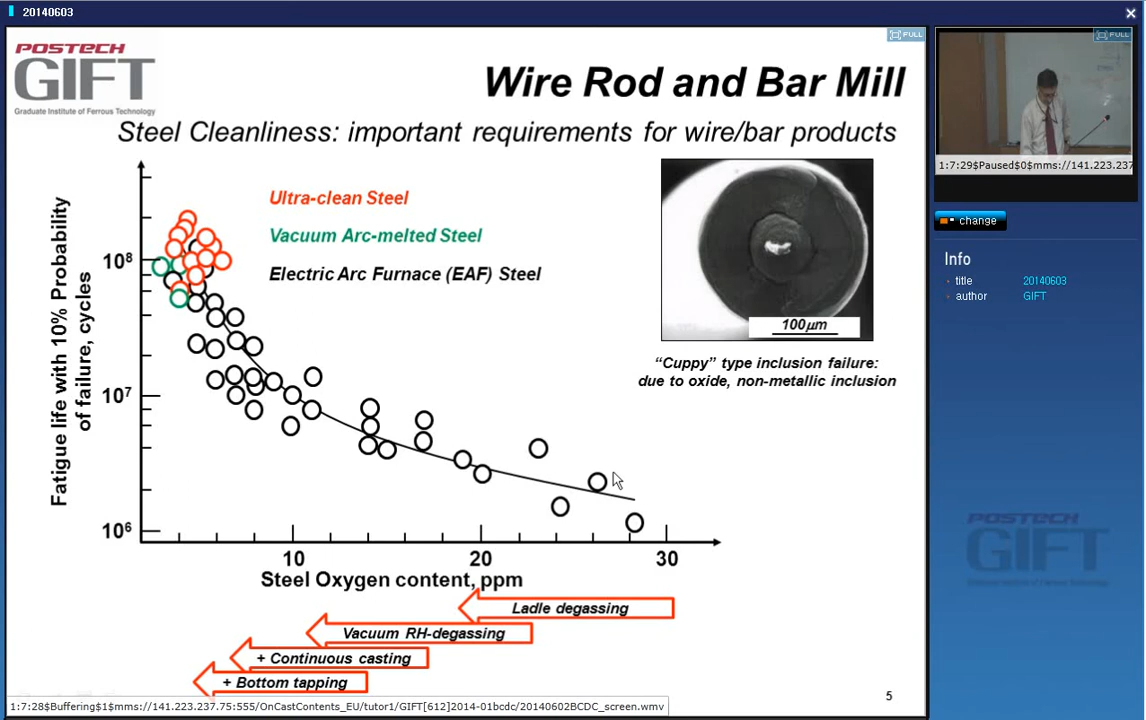 20140603
POSTECH
GIFT
Graduate Institute of Ferrous Technology
FULL
Wire Rod and Bar Mill
Steel Cleanliness: important requirements for wire/bar products
Fatigue life with 10% Probability
of failure, cycles
10⁸
10⁷
10⁶
Ultra-clean Steel
Vacuum Arc-melted Steel
Electric Arc Furnace (EAF) Steel
100μm
“Cuppy” type inclusion failure:
due to oxide, non-metallic inclusion
10 20 30
Steel Oxygen content, ppm
Ladle degassing
Vacuum RH-degassing
+ Continuous casting
+ Bottom tapping
5
1:7:28$Buffering$1$mms://141.223.237.75:555/OnCastContents_EU/tutor1/GIFT[612]2014-01bcdc/20140602BCDC_screen.wmv
FULL
1:7:29$Paused$0$mms://141.223.237
change
Info
title 20140603
author GIFT
POSTECH
GIFT